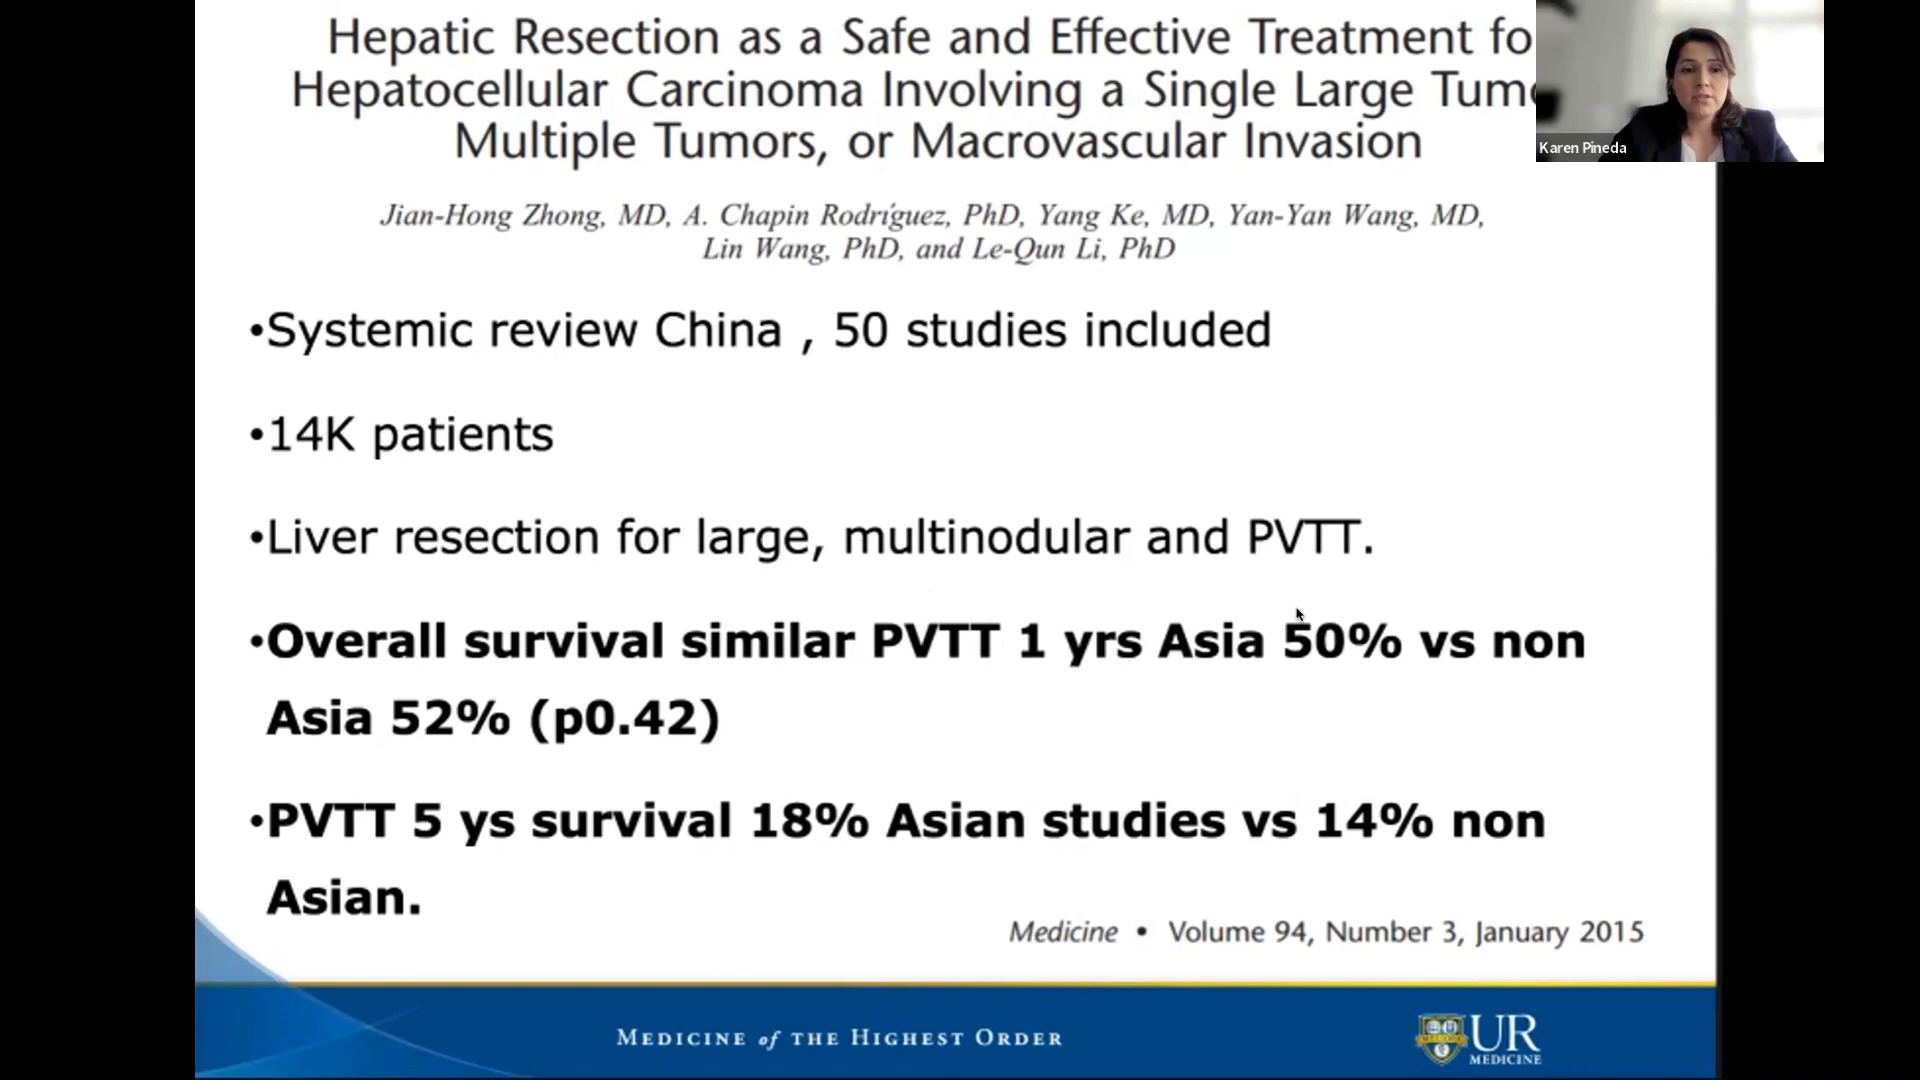 Hepatic Resection as a Safe and Effective Treatment fo
Hepatocellular Carcinoma Involving a Single Large Tum
Multiple Tumors, or Macrovascular Invasion
Karen Pineda
Jian-Hong Zhong, MD, A. Chapin Rodríguez, PhD, Yang Ke, MD, Yan-Yan Wang, MD,
Lin Wang, PhD, and Le-Qun Li, PhD
•Systemic review China , 50 studies included
•14K patients
•Liver resection for large, multinodular and PVTT.
•Overall survival similar PVTT 1 yrs Asia 50% vs non
Asia 52% (p0.42)
•PVTT 5 ys survival 18% Asian studies vs 14% non
Asian.
Medicine • Volume 94, Number 3, January 2015
MEDICINE of THE HIGHEST ORDER
UR
MEDICINE